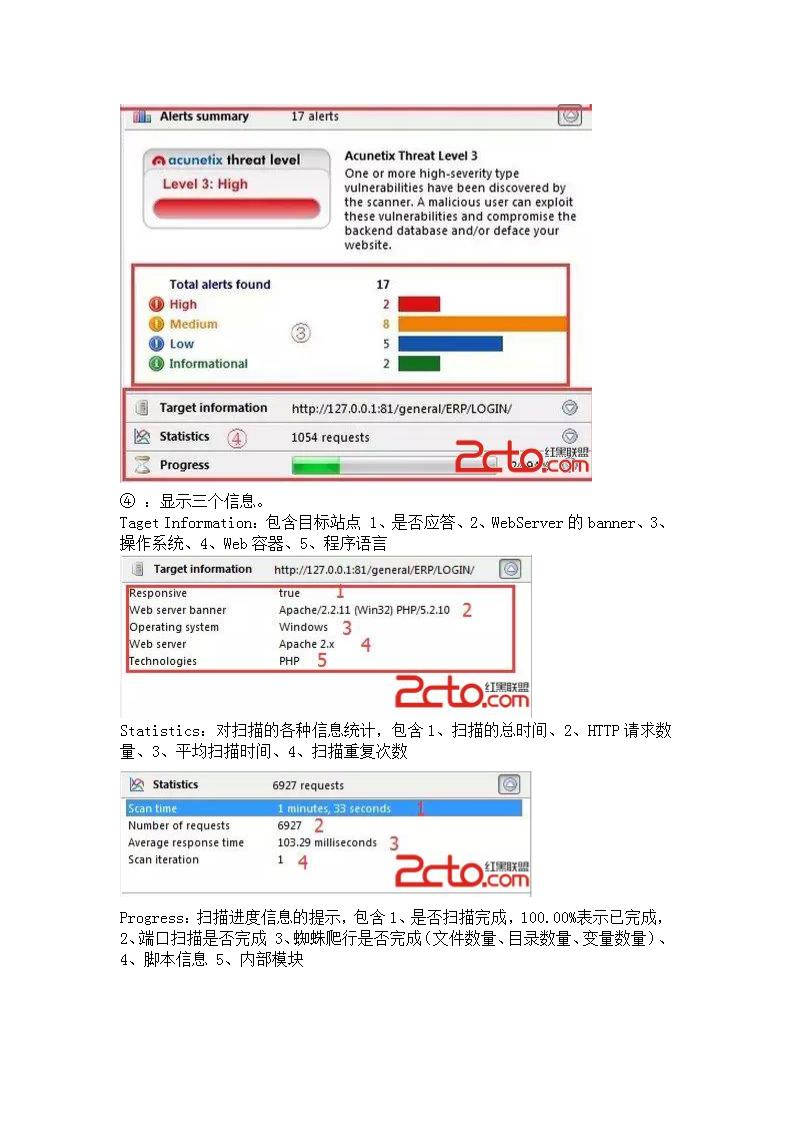 Alerts summary 17 alerts
acunetix threat level
Level 3: High
Acunetix Threat Level 3
One or more high-severity type
vulnerabilities have been discovered by
the scanner. A malicious user can exploit
these vulnerabilities and compromise the
backend database and/or deface your
website.
Total alerts found 17
High 2
Medium 8
③
Low 5
Informational 2
Target information http://127.0.0.1:81/general/ERP/LOGIN/
Statistics ④ 1054 requests
Progress
2cto.com 红黑联盟
④ ：显示三个信息。
Taget Information：包含目标站点 1、是否应答、2、WebServer 的 banner、3、
操作系统、4、Web 容器、5、程序语言
Target information http://127.0.0.1:81/general/ERP/LOGIN/
Responsive true 1
Web server banner Apache/2.2.11 (Win32) PHP/5.2.10 2
Operating system Windows 3
Web server Apache 2.x 4
Technologies PHP 5
2cto.com 红黑联盟
Statistics：对扫描的各种信息统计，包含 1、扫描的总时间、2、HTTP 请求数
量、3、平均扫描时间、4、扫描重复次数
Statistics 6927 requests
Scan time 1 minutes, 33 seconds 1
Number of requests 6927 2
Average response time 103.29 milliseconds 3
Scan iteration 1 4
2cto.com 红黑联盟
Progress：扫描进度信息的提示，包含 1、是否扫描完成，100.00%表示已完成，
2、端口扫描是否完成 3、蜘蛛爬行是否完成（文件数量、目录数量、变量数量）、
4、脚本信息 5、内部模块